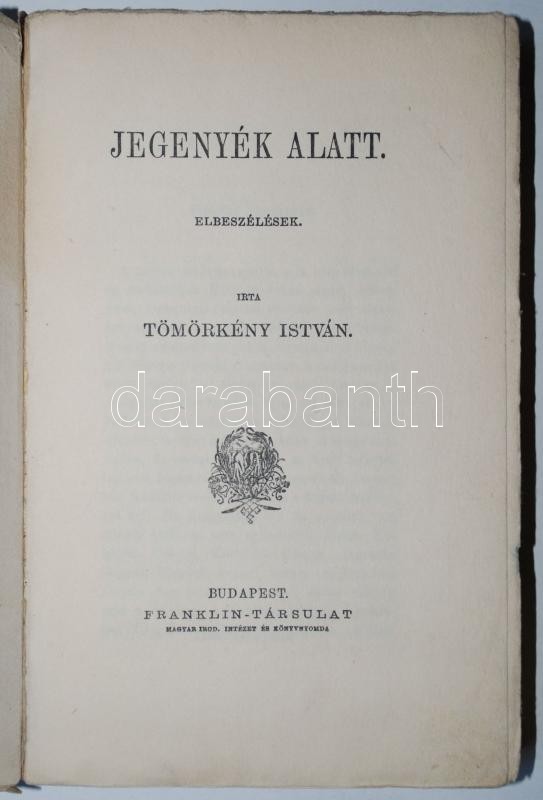 JEGENYÉK ALATT.
ELBESZÉLÉSEK.
IRTA
TÖMÖRKÉNY ISTVÁN.
darabanth
BUDAPEST.
FRANKLIN-TÁRSULAT
MAGYAR IROD. INTÉZET ÉS KÖNYVNYOMDA